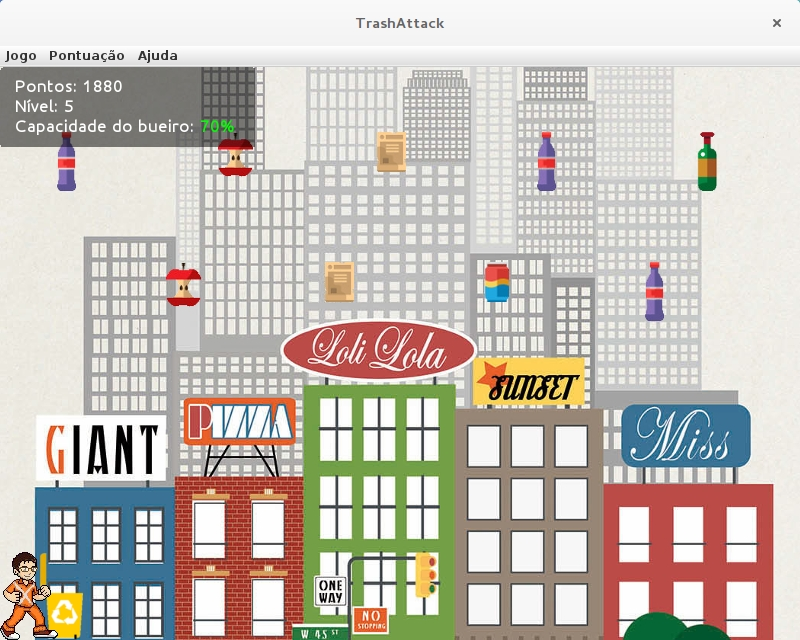 TrashAttack
Jogo Pontuação Ajuda
Pontos: 1880
Nível: 5
Capacidade do bueiro: 70%
Loli Lola
SUNSET
PIZZA
GIANT
Miss
ONE
WAY
NO
STOPPING
W 45 ST